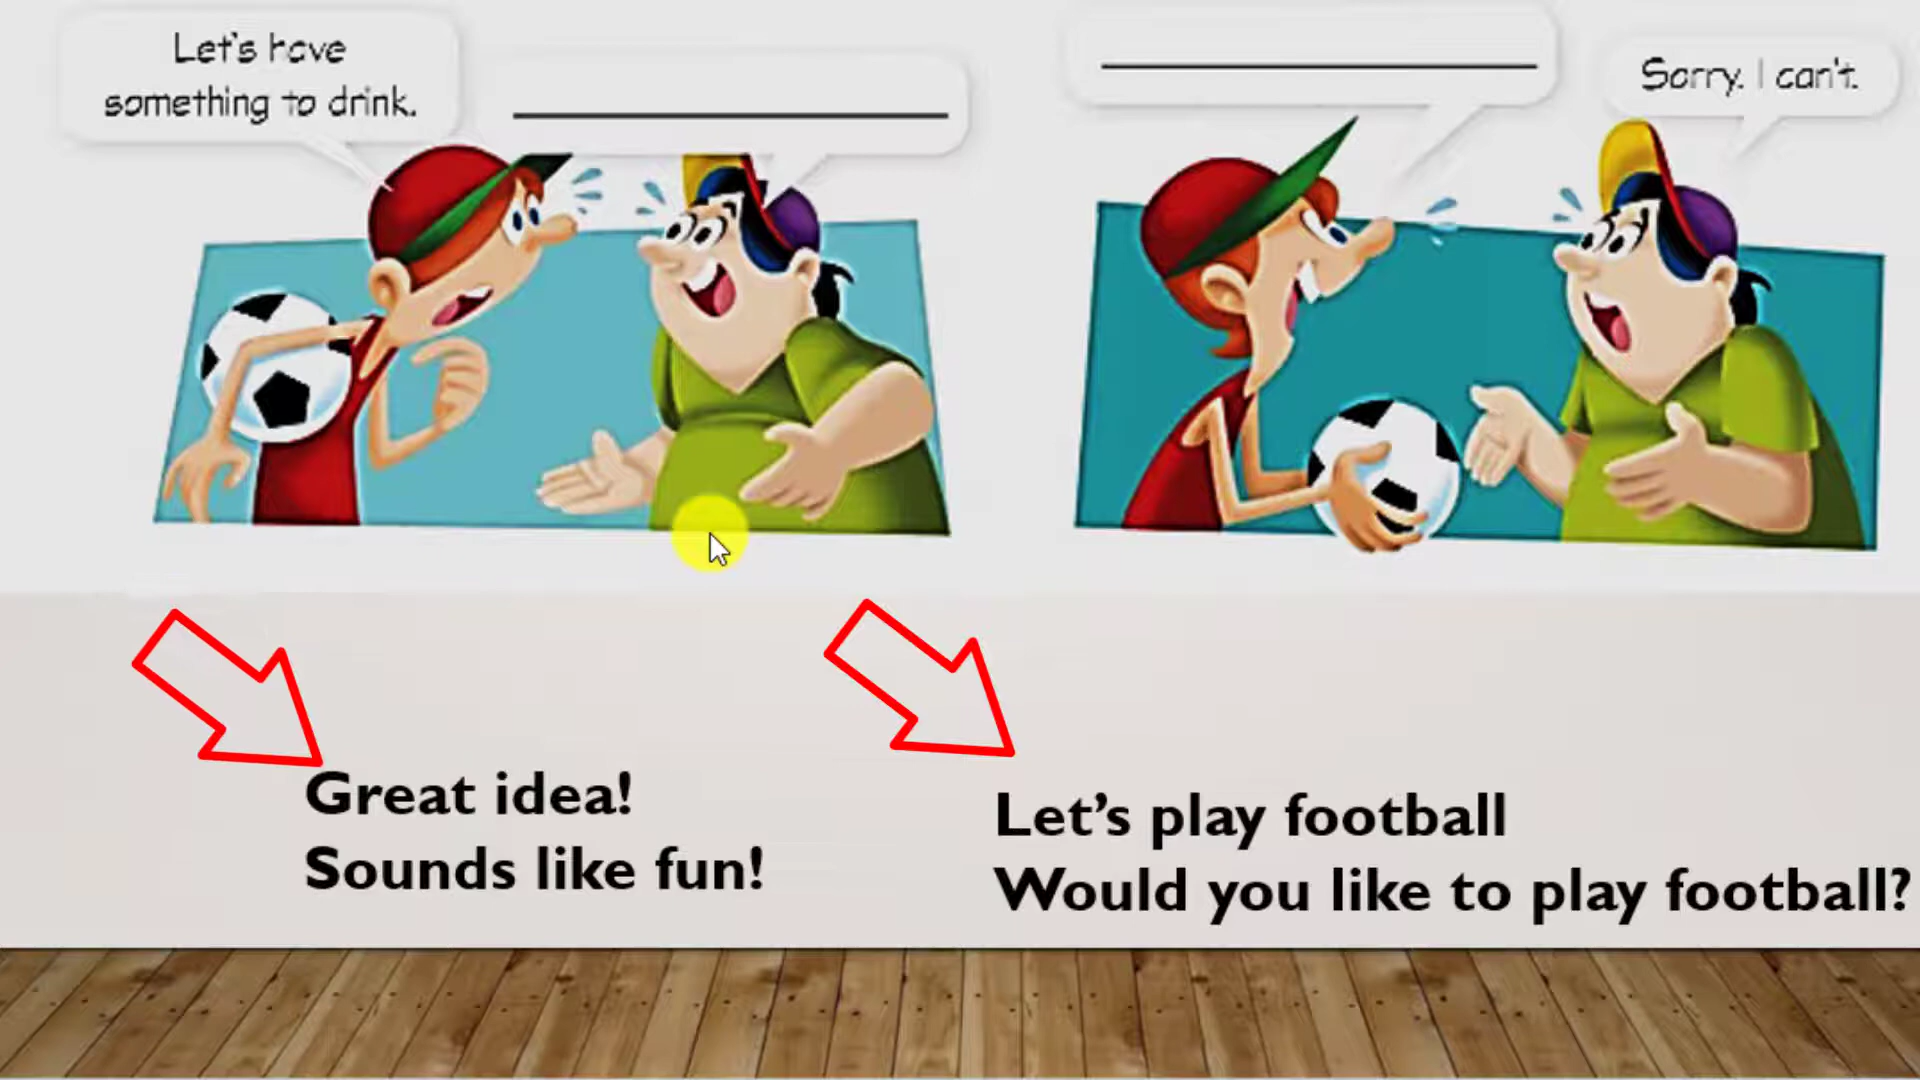 Let's have
something to drink.
Sorry. I can't.
Great idea!
Sounds like fun!
Let's play football
Would you like to play football?